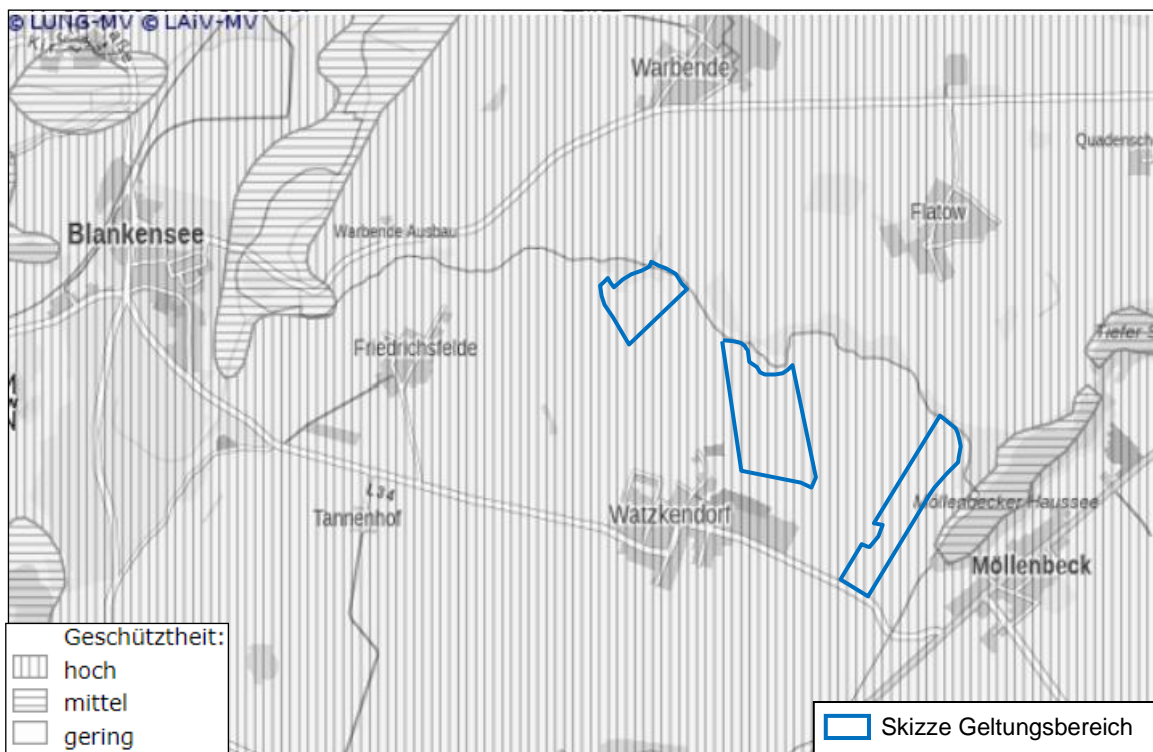 © LUNG-MV © LAiV-MV
Warbende
Quadensch
Flatow
Blankensee
Warbende Ausbau
Tiefer S
Friedrichsfelde
L34
Tannenhof
Watzkendorf
Möllenbecker Haussee
Möllenbeck
Geschütztheit:
hoch
mittel
gering
Skizze Geltungsbereich